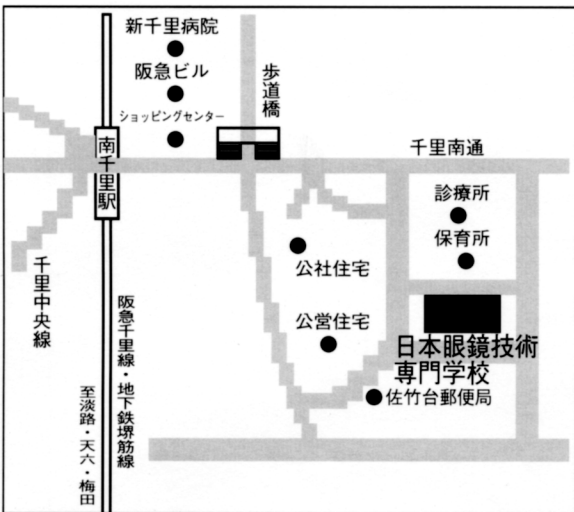 新千里病院
阪急ビル
ショッピングセンター
歩道橋
南千里駅
千里南通
診療所
保育所
公社住宅
千里中央線
公営住宅
日本眼鏡技術
専門学校
佐竹台郵便局
阪急千里線・地下鉄堺筋線
至淡路・天六・梅田